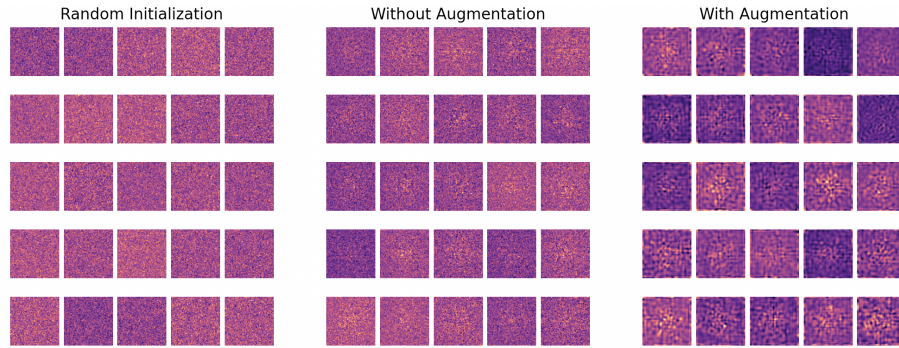 Random Initialization
Without Augmentation
With Augmentation